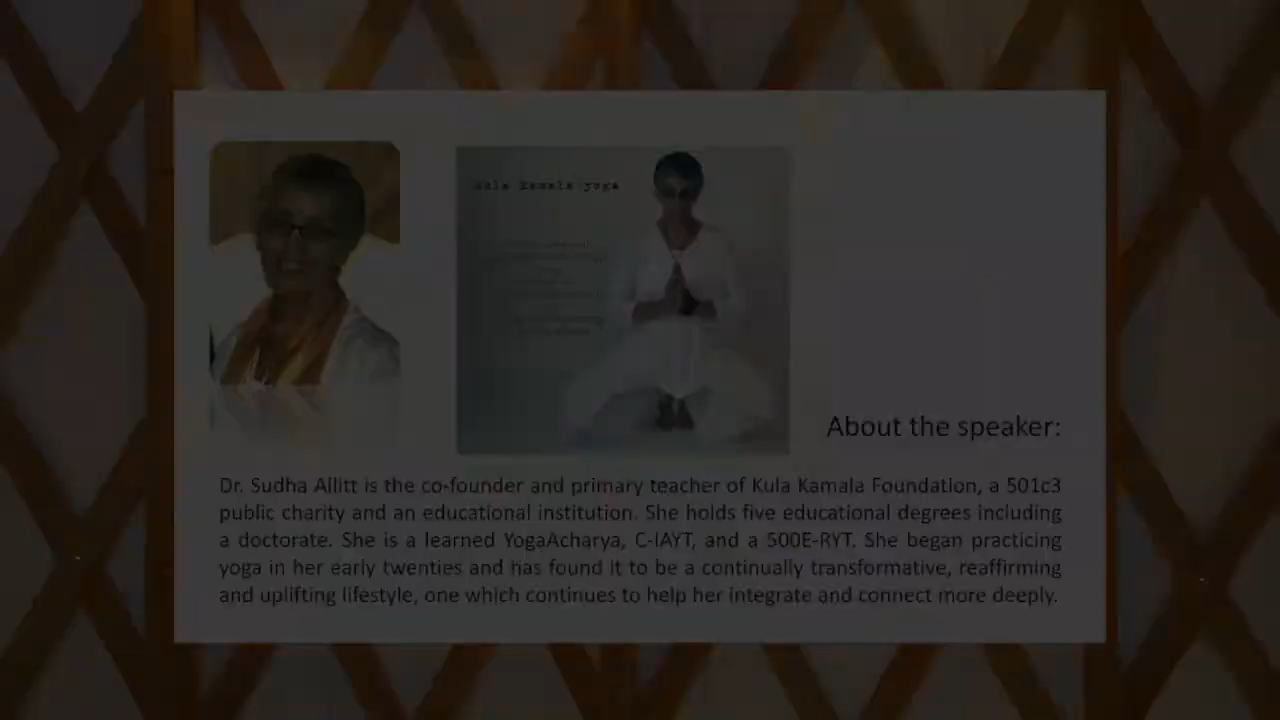 Kula Kamala yoga
About the speaker:
Dr. Sudha Allitt is the co-founder and primary teacher of Kula Kamala Foundation, a 501c3
public charity and an educational institution. She holds five educational degrees including
a doctorate. She is a learned YogaAcharya, C-IAYT, and a 500E-RYT. She began practicing
yoga in her early twenties and has found it to be a continually transformative, reaffirming
and uplifting lifestyle, one which continues to help her integrate and connect more deeply.